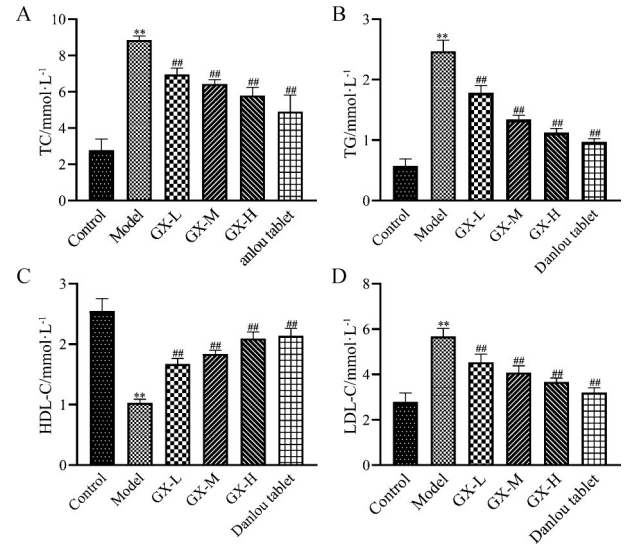 A
TC/mmol·L⁻¹
10
8
6
4
2
0
**
##
##
##
##
Control
Model
GX-L
GX-M
GX-H
anlou tablet
B
TG/mmol·L⁻¹
3
2
1
0
**
##
##
##
##
Control
Model
GX-L
GX-M
GX-H
Danlou tablet
C
HDL-C/mmol·L⁻¹
3
2
1
0
**
##
##
##
##
Control
Model
GX-L
GX-M
GX-H
Danlou tablet
D
LDL-C/mmol·L⁻¹
8
6
4
2
0
**
##
##
##
##
Control
Model
GX-L
GX-M
GX-H
Danlou tablet